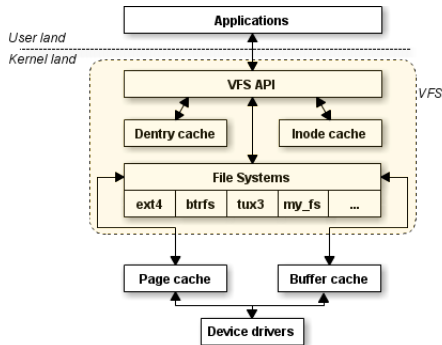 Applications
User land
Kernel land
VFS API
VFS
Dentry cache
Inode cache
File Systems
ext4 btrfs tux3 my_fs ...
Page cache
Buffer cache
Device drivers